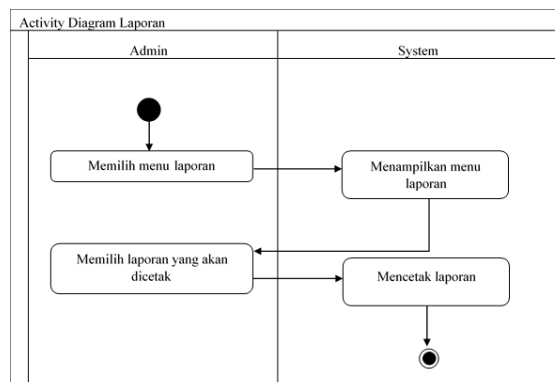 Activity Diagram Laporan
Admin
System
Memilih menu laporan
Menampilkan menu
laporan
Memilih laporan yang akan
dicetak
Mencetak laporan